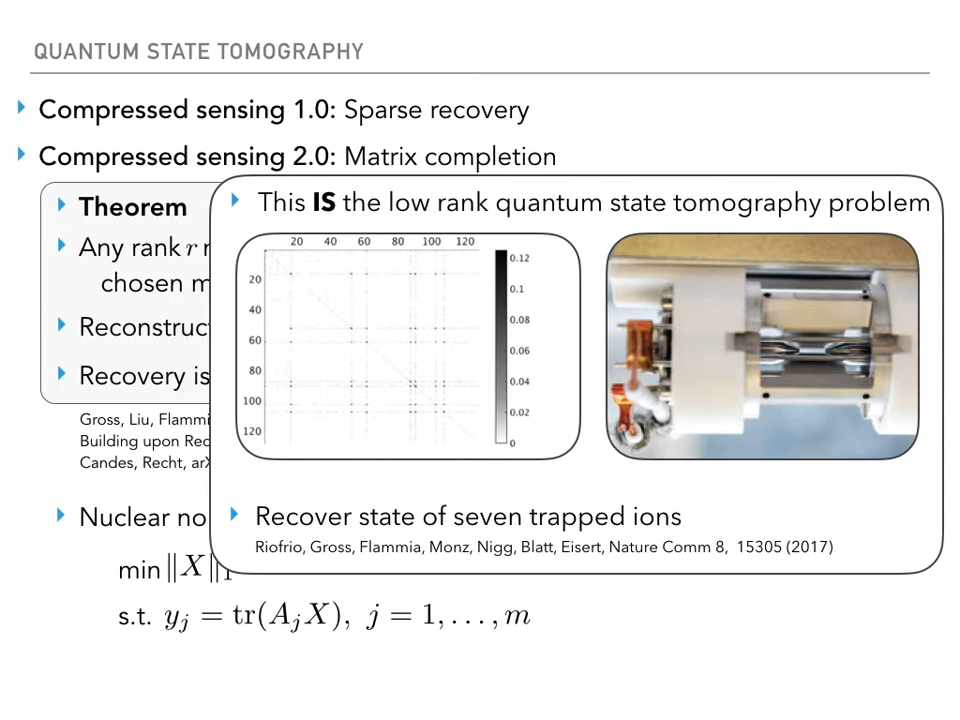 QUANTUM STATE TOMOGRAPHY
Compressed sensing 1.0: Sparse recovery
Compressed sensing 2.0: Matrix completion
Theorem
Any rank r
chosen m
Reconstruct
Recovery is
Gross, Liu, Flammi
Building upon Rec
Candes, Recht, arX
Nuclear no
min ‖X‖₁
s.t. y_j = tr(A_j X), j = 1, . . . , m
This IS the low rank quantum state tomography problem
20 40 60 80 100 120
20
40
60
80
100
120
0.12
0.1
0.08
0.06
0.04
0.02
0
Recover state of seven trapped ions
Riofrio, Gross, Flammia, Monz, Nigg, Blatt, Eisert, Nature Comm 8, 15305 (2017)